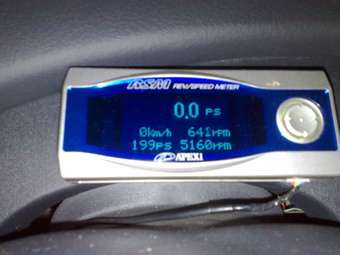 RSM REV/SPEED METER
0.0 PS
0km/h 641rpm
199PS 5160rpm
APEXi